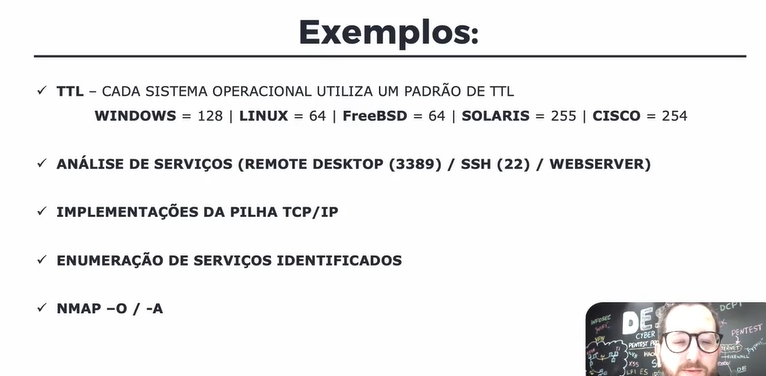 Exemplos:
✓ TTL – CADA SISTEMA OPERACIONAL UTILIZA UM PADRÃO DE TTL
WINDOWS = 128 | LINUX = 64 | FreeBSD = 64 | SOLARIS = 255 | CISCO = 254
✓ ANÁLISE DE SERVIÇOS (REMOTE DESKTOP (3389) / SSH (22) / WEBSERVER)
✓ IMPLEMENTAÇÕES DA PILHA TCP/IP
✓ ENUMERAÇÃO DE SERVIÇOS IDENTIFICADOS
✓ NMAP –O / -A
INFOSEC
DE
CYBER
PENTEST
DCPT
PENTEST